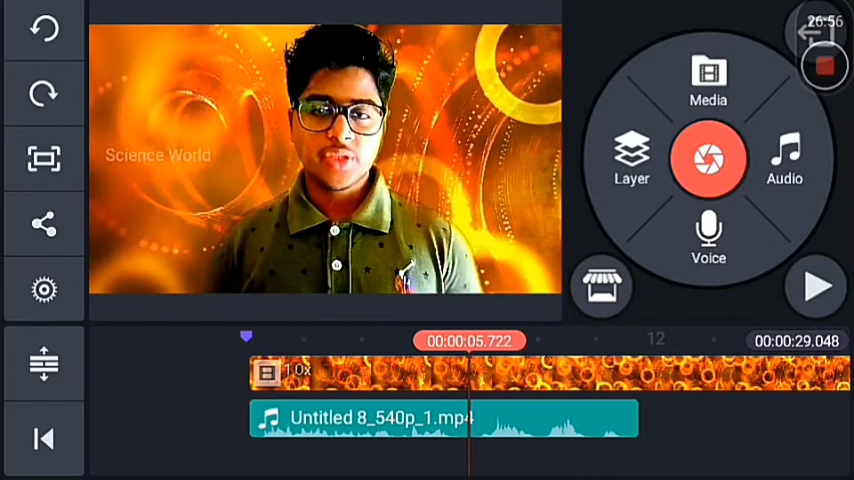 26:56
Media
Science World
Layer
Audio
Voice
00:00:05.722
12
00:00:29.048
1.0x
Untitled 8_540p_1.mp4